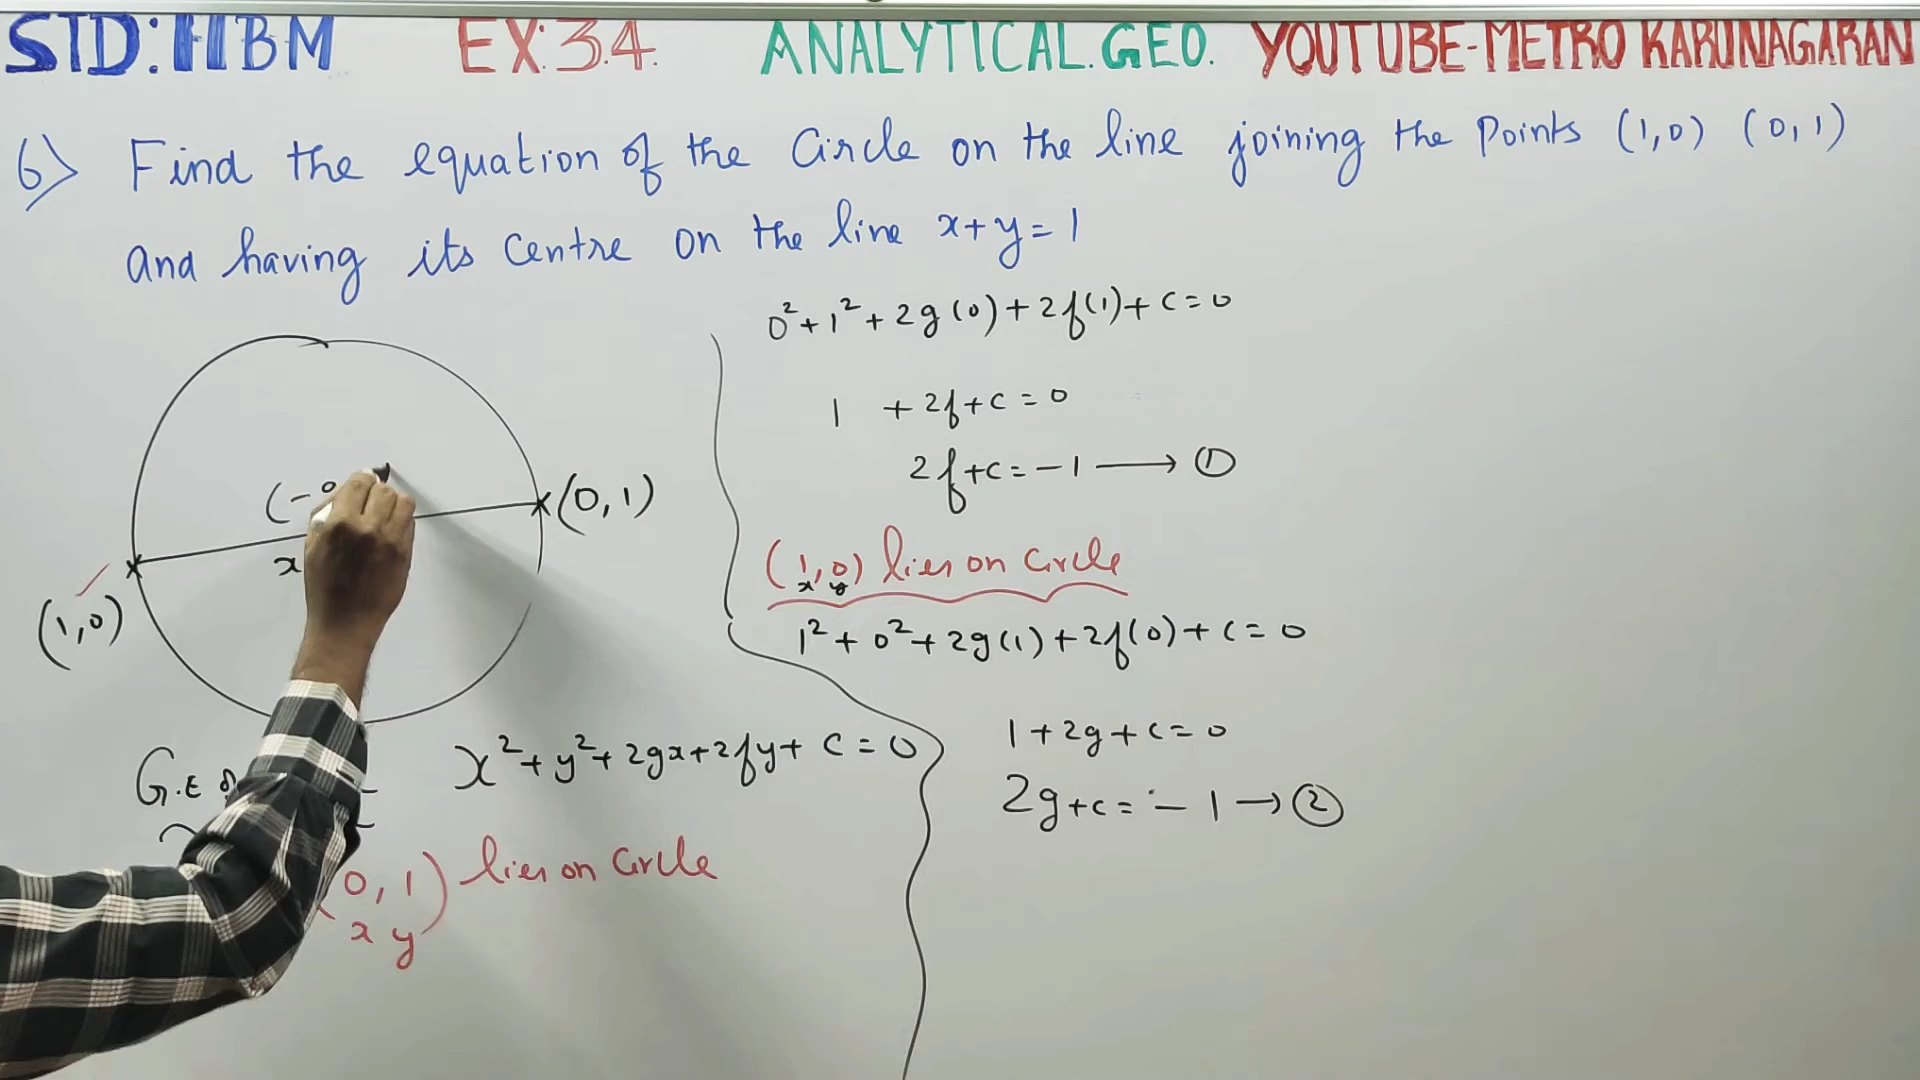 STD: 11 BM EX: 3.4. ANALYTICAL. GEO. YOUTUBE-METRO KARUNAGARAN
6) Find the equation of the Circle on the line joining the Points (1,0) (0,1)
and having its Centre on the line x+y=1
(0,1)
x
(1,0)
G.E x²+y²+2gx+2fy+c=0
(0,1) lies on Circle
x y
0²+1²+2g(0)+2f(1)+c=0
1 +2f+c=0
2f+c=-1 → ①
(1,0) lies on Circle
x y
1²+0²+2g(1)+2f(0)+c=0
1+2g+c=0
2g+c=-1 → ②